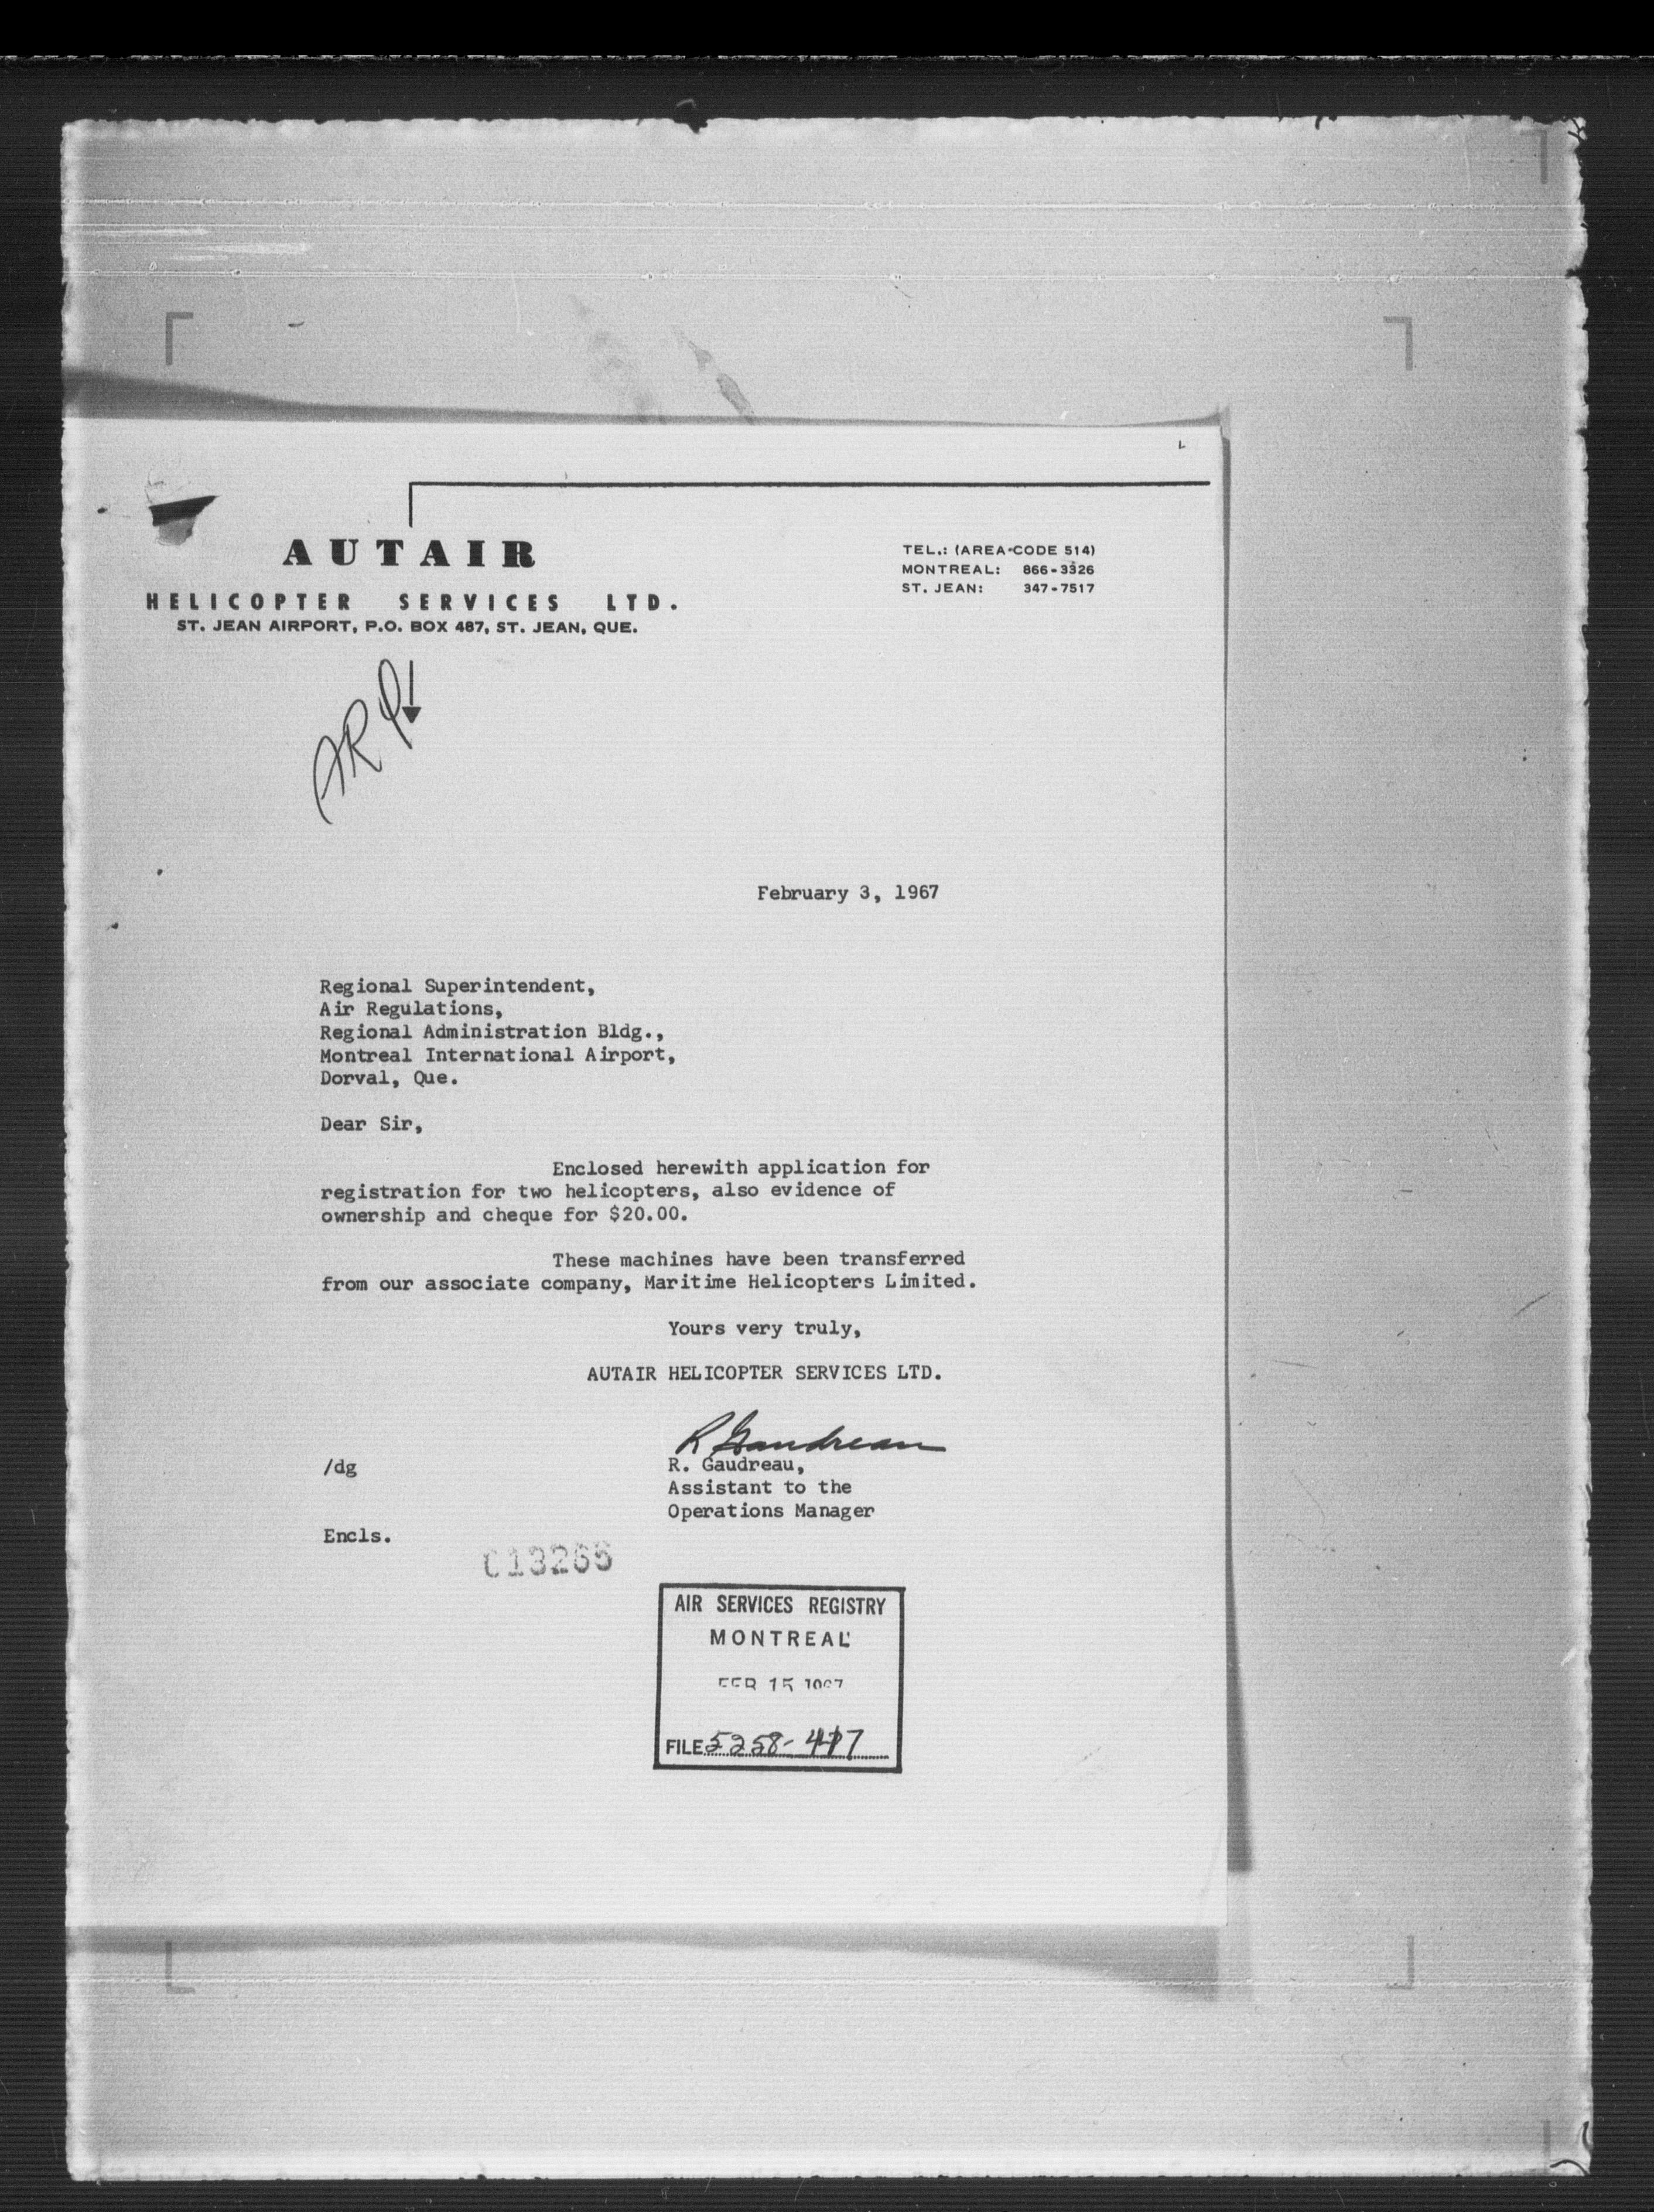 AUTAIR
HELICOPTER SERVICES LTD.
ST. JEAN AIRPORT, P.O. BOX 487, ST. JEAN, QUE.
TEL.: (AREA-CODE 514)
MONTREAL: 866-3326
ST. JEAN: 347-7517
February 3, 1967
Regional Superintendent,
Air Regulations,
Regional Administration Bldg.,
Montreal International Airport,
Dorval, Que.
Dear Sir,
Enclosed herewith application for
registration for two helicopters, also evidence of
ownership and cheque for $20.00.
These machines have been transferred
from our associate company, Maritime Helicopters Limited.
Yours very truly,
AUTAIR HELICOPTER SERVICES LTD.
R Gaudreau
/dg
R. Gaudreau,
Assistant to the
Operations Manager
Encls.
013265
AIR SERVICES REGISTRY
MONTREAL
FEB 15 1967
FILE 5258-